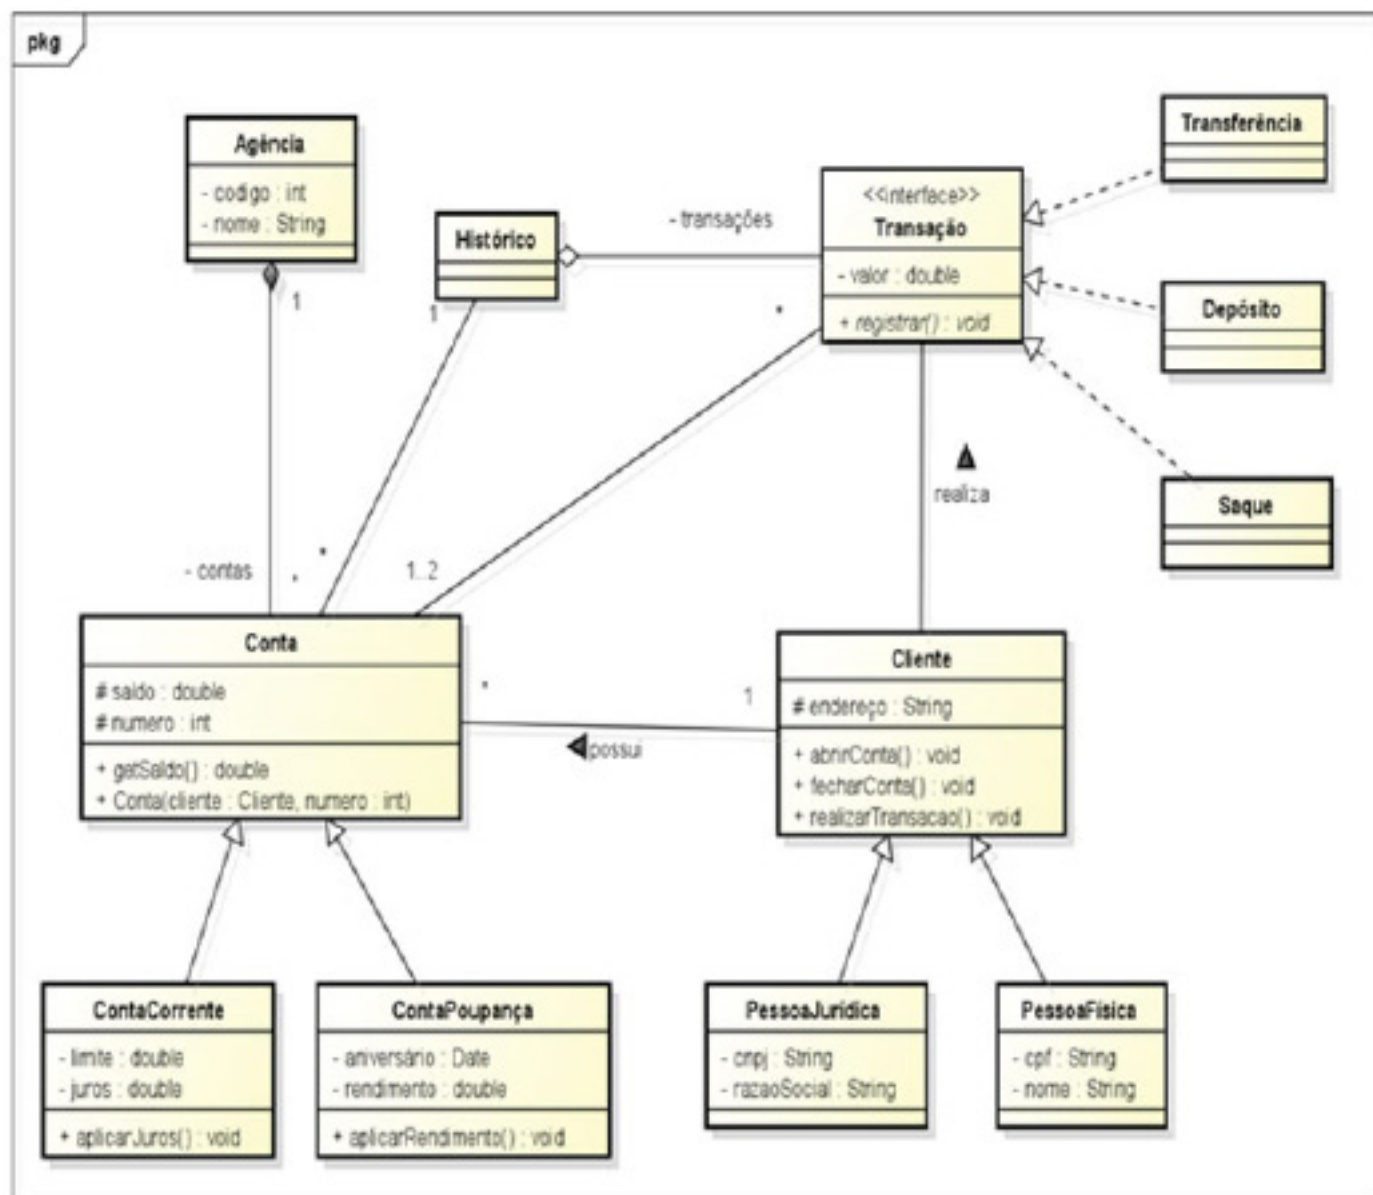 pkg
Agência
- codigo : int
- nome : String
1
Histórico
1
- transações
*
<<interface>>
Transação
- valor : double
+ registrar() : void
Transferência
Depósito
Saque
realiza
- contas
*
*
1..2
Conta
# saldo : double
# numero : int
+ getSaldo() : double
+ Conta(cliente : Cliente, numero : int)
*
1
possui
Cliente
# endereço : String
+ abrirConta() : void
+ fecharConta() : void
+ realizarTransacao() : void
ContaCorrente
- limite : double
- juros : double
+ aplicarJuros() : void
ContaPoupança
- aniversário : Date
- rendimento : double
+ aplicarRendimento() : void
PessoaJurídica
- cnpj : String
- razaoSocial : String
PessoaFísica
- cpf : String
- nome : String